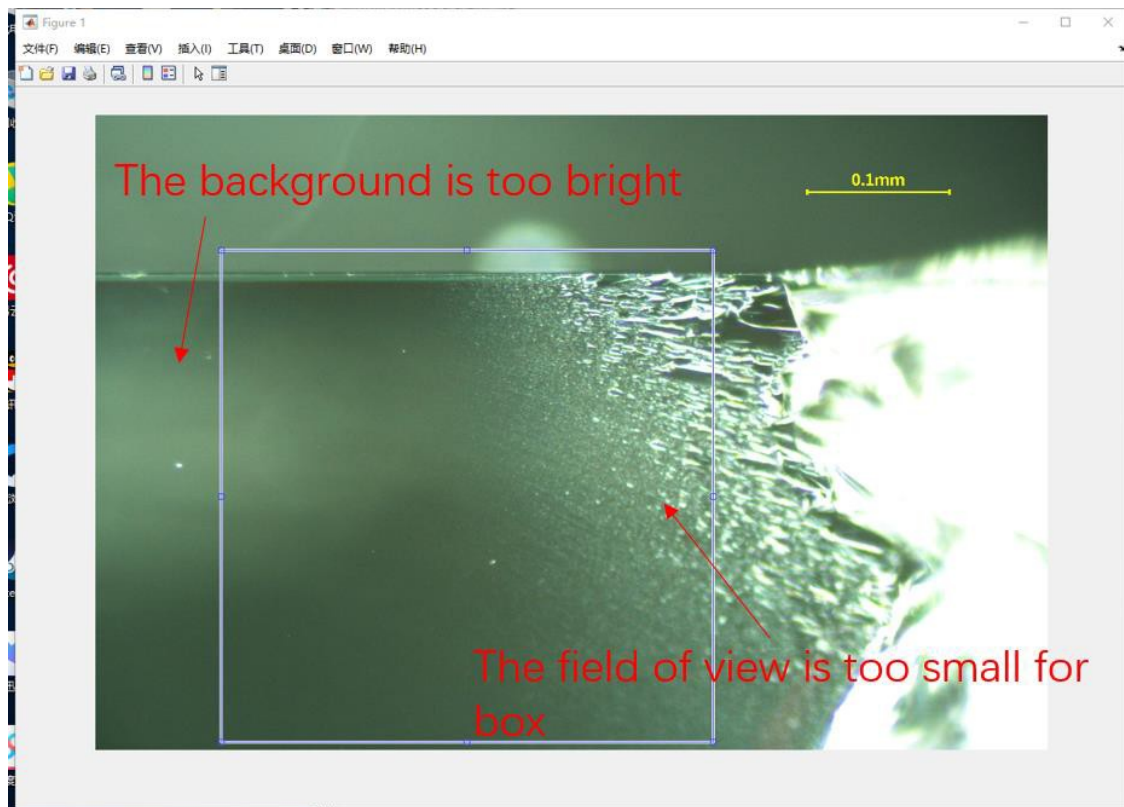 Figure 1
文件(F) 编辑(E) 查看(V) 插入(I) 工具(T) 桌面(D) 窗口(W) 帮助(H)
The background is too bright
0.1mm
The field of view is too small for
box